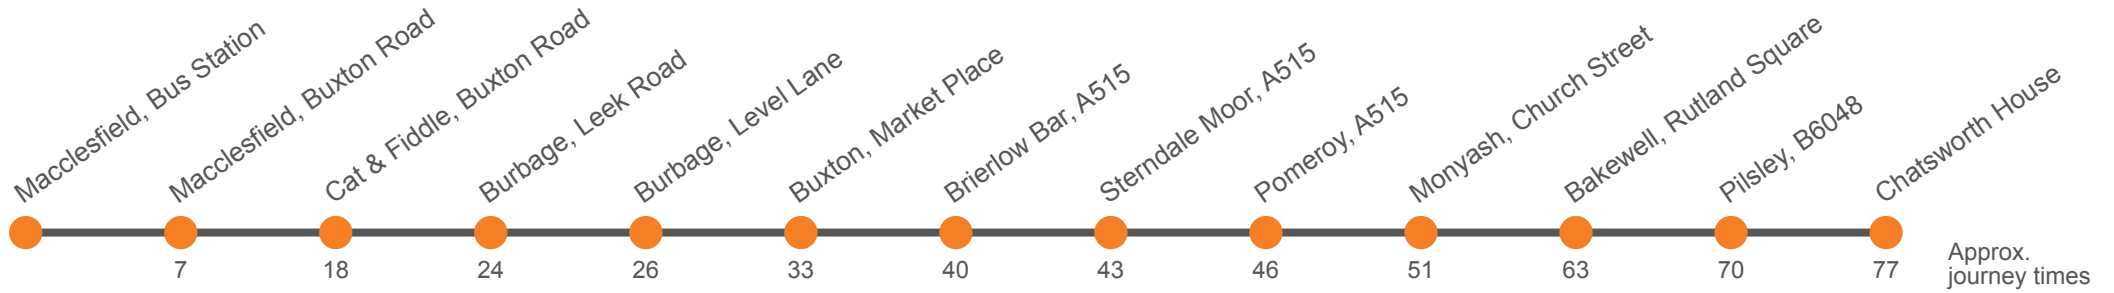 Macclesfield, Bus Station
Macclesfield, Buxton Road
Cat & Fiddle, Buxton Road
Burbage, Leek Road
Burbage, Level Lane
Buxton, Market Place
Brierlow Bar, A515
Sterndale Moor, A515
Pomeroy, A515
Monyash, Church Street
Bakewell, Rutland Square
Pilsley, B6048
Chatsworth House
7 18 24 26 33 40 43 46 51 63 70 77
Approx.
journey times